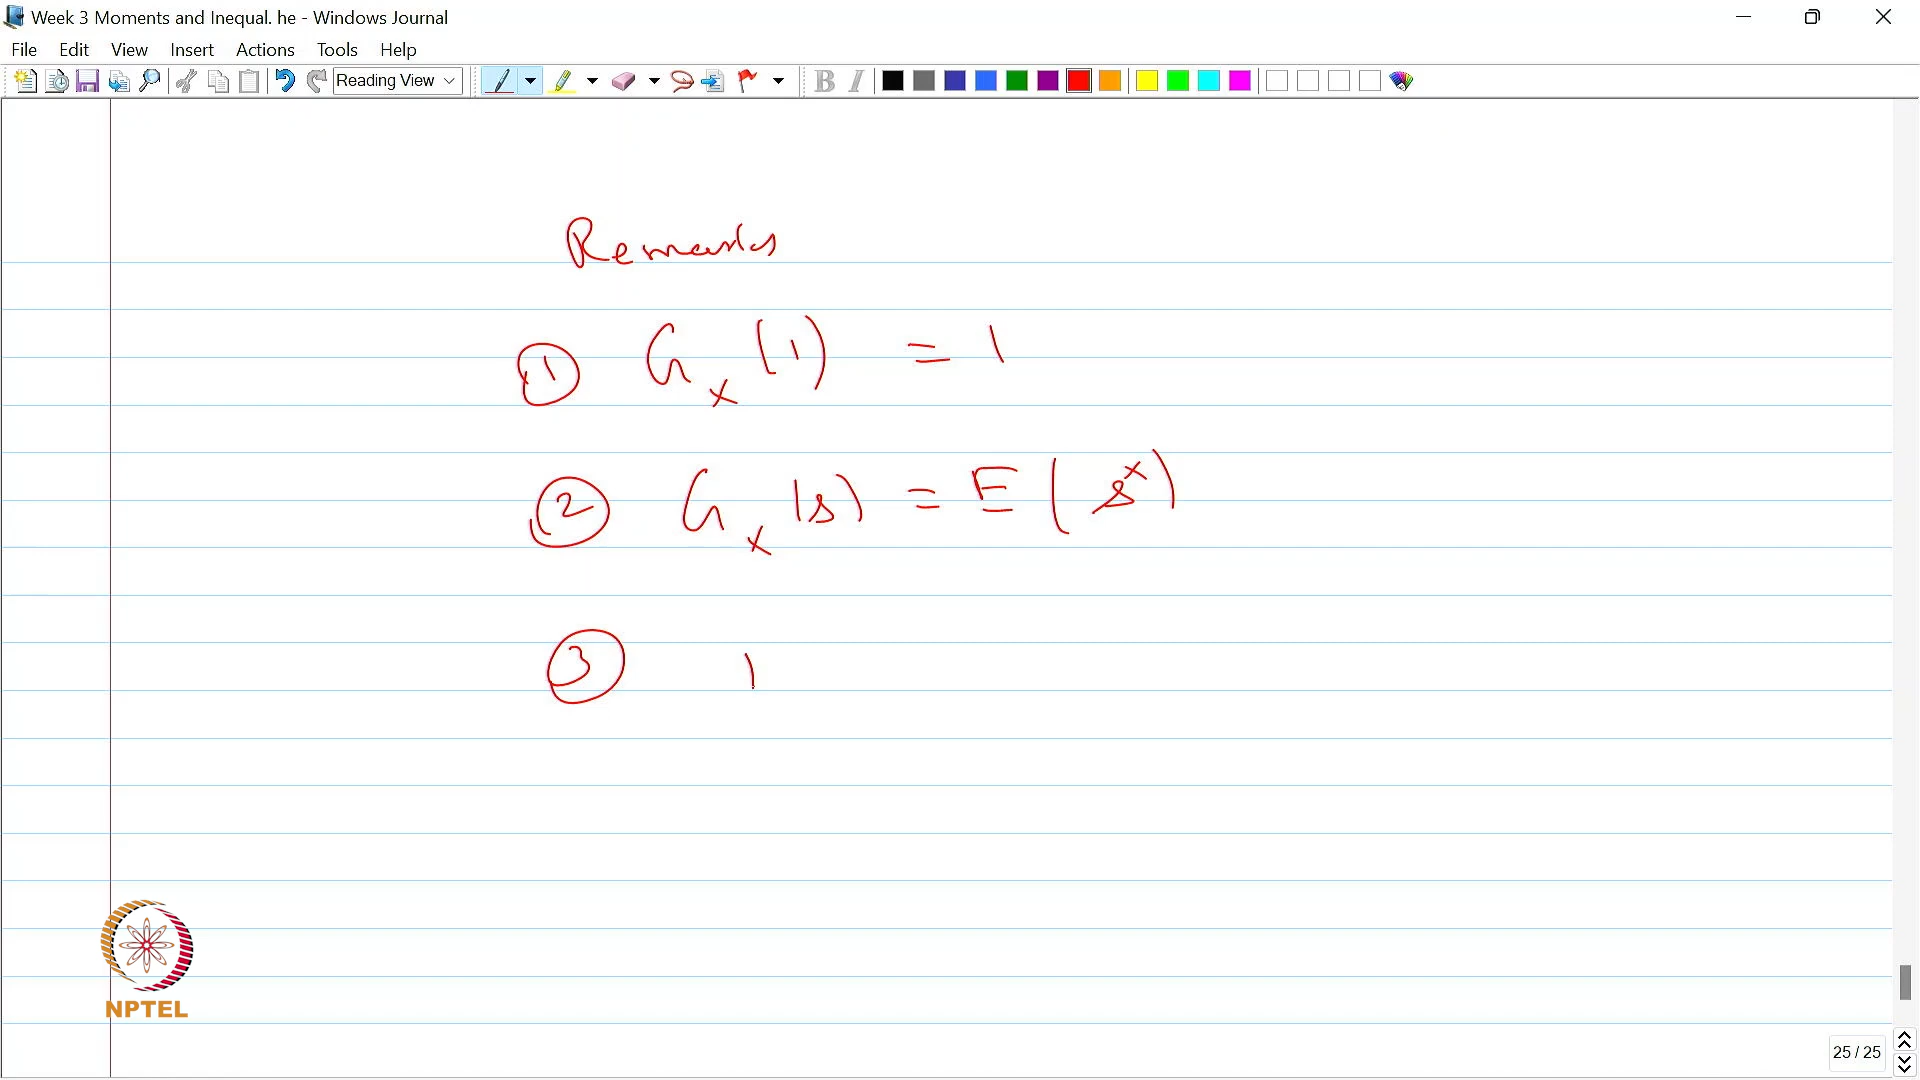 Week 3 Moments and Inequal. he - Windows Journal
File Edit View Insert Actions Tools Help
Reading View
B I
Remarks
① G_X (1) = 1
② G_X (s) = E ( s^X )
③ 1
NPTEL
25 / 25